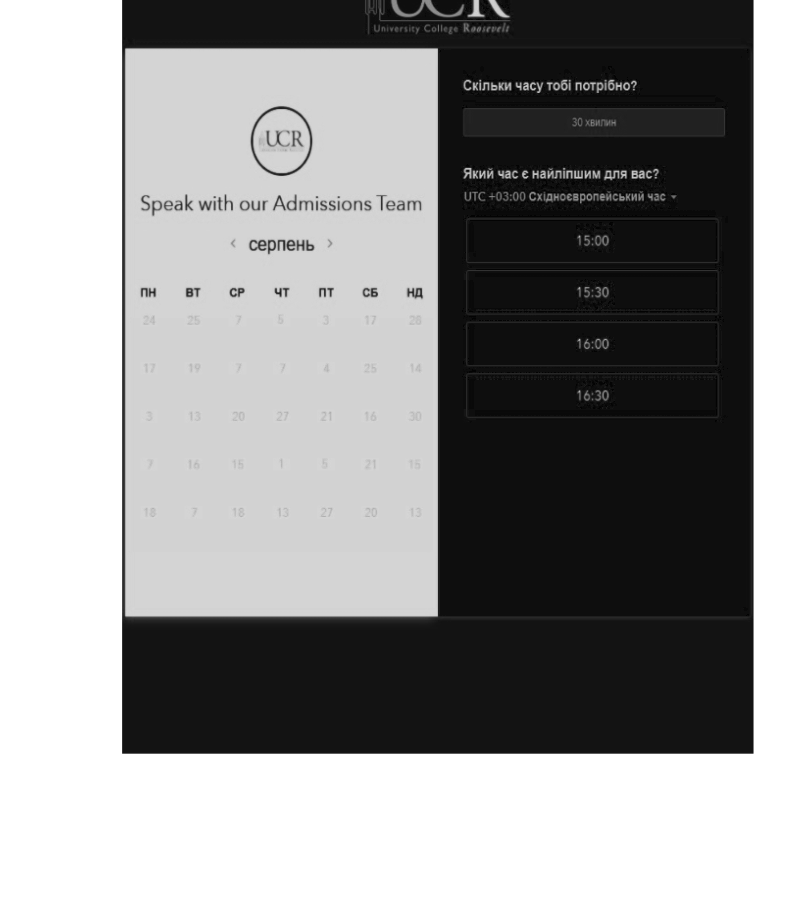 UCR
University College Roosevelt
UCR
Speak with our Admissions Team
серпень
ПН ВТ СР ЧТ ПТ СБ НД
24 25 7 5 3 17 28
17 19 7 7 4 25 14
3 13 20 27 21 16 30
7 16 15 1 5 21 15
18 7 18 13 27 20 13
Скільки часу тобі потрібно?
30 хвилин
Який час є найліпшим для вас?
UTC +03:00 Східноєвропейський час
15:00
15:30
16:00
16:30